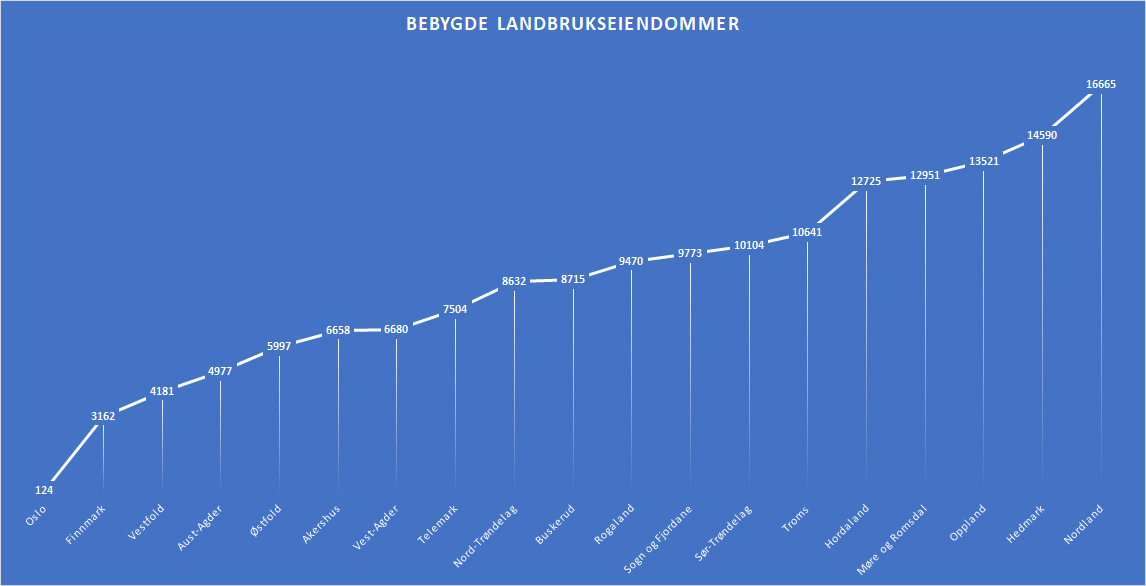 BEBYGDE LANDBRUKSEIENDOMMER
124
3162
4181
4977
5997
6658
6680
7504
8632
8715
9470
9773
10104
10641
12725
12951
13521
14590
16665
Oslo
Finnmark
Vestfold
Aust-Agder
Østfold
Akershus
Vest-Agder
Telemark
Nord-Trøndelag
Buskerud
Rogaland
Sogn og Fjordane
Sør-Trøndelag
Troms
Hordaland
Møre og Romsdal
Oppland
Hedmark
Nordland